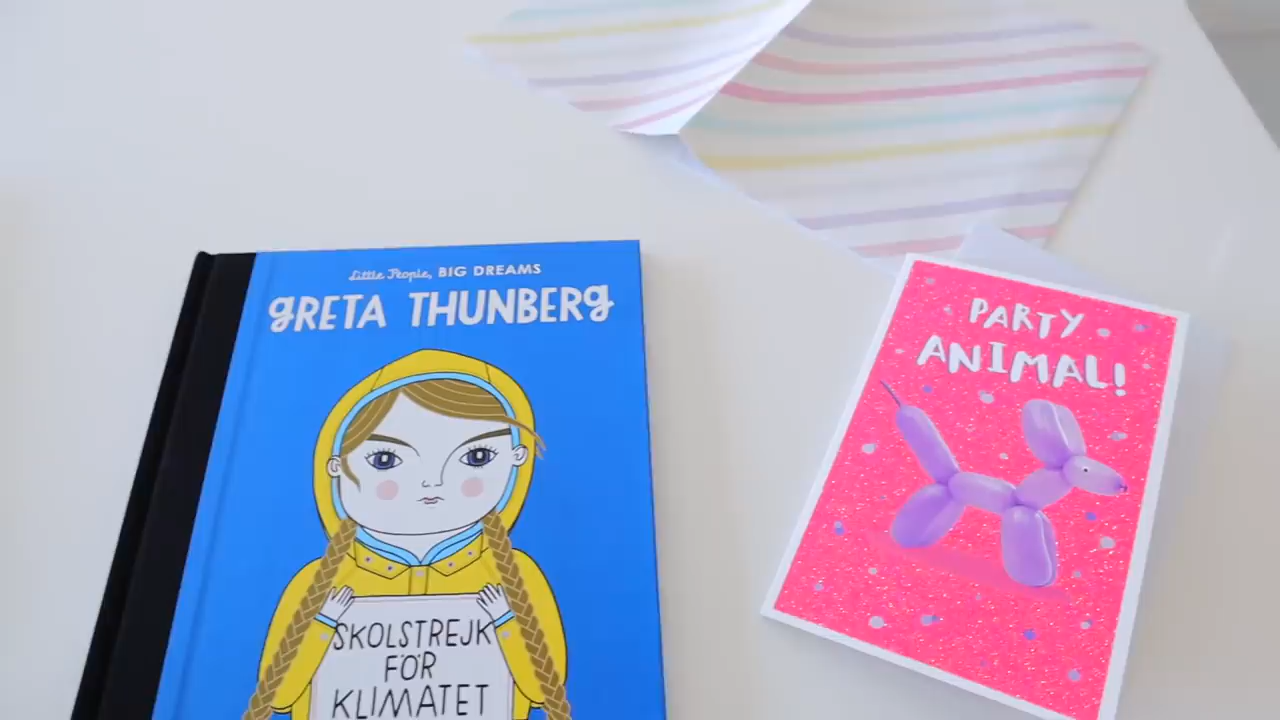 Little People, BIG DREAMS
gRETA THUNBERg
SKOLSTREJK
FÖR
KLIMATET
PARTY
ANIMAL!